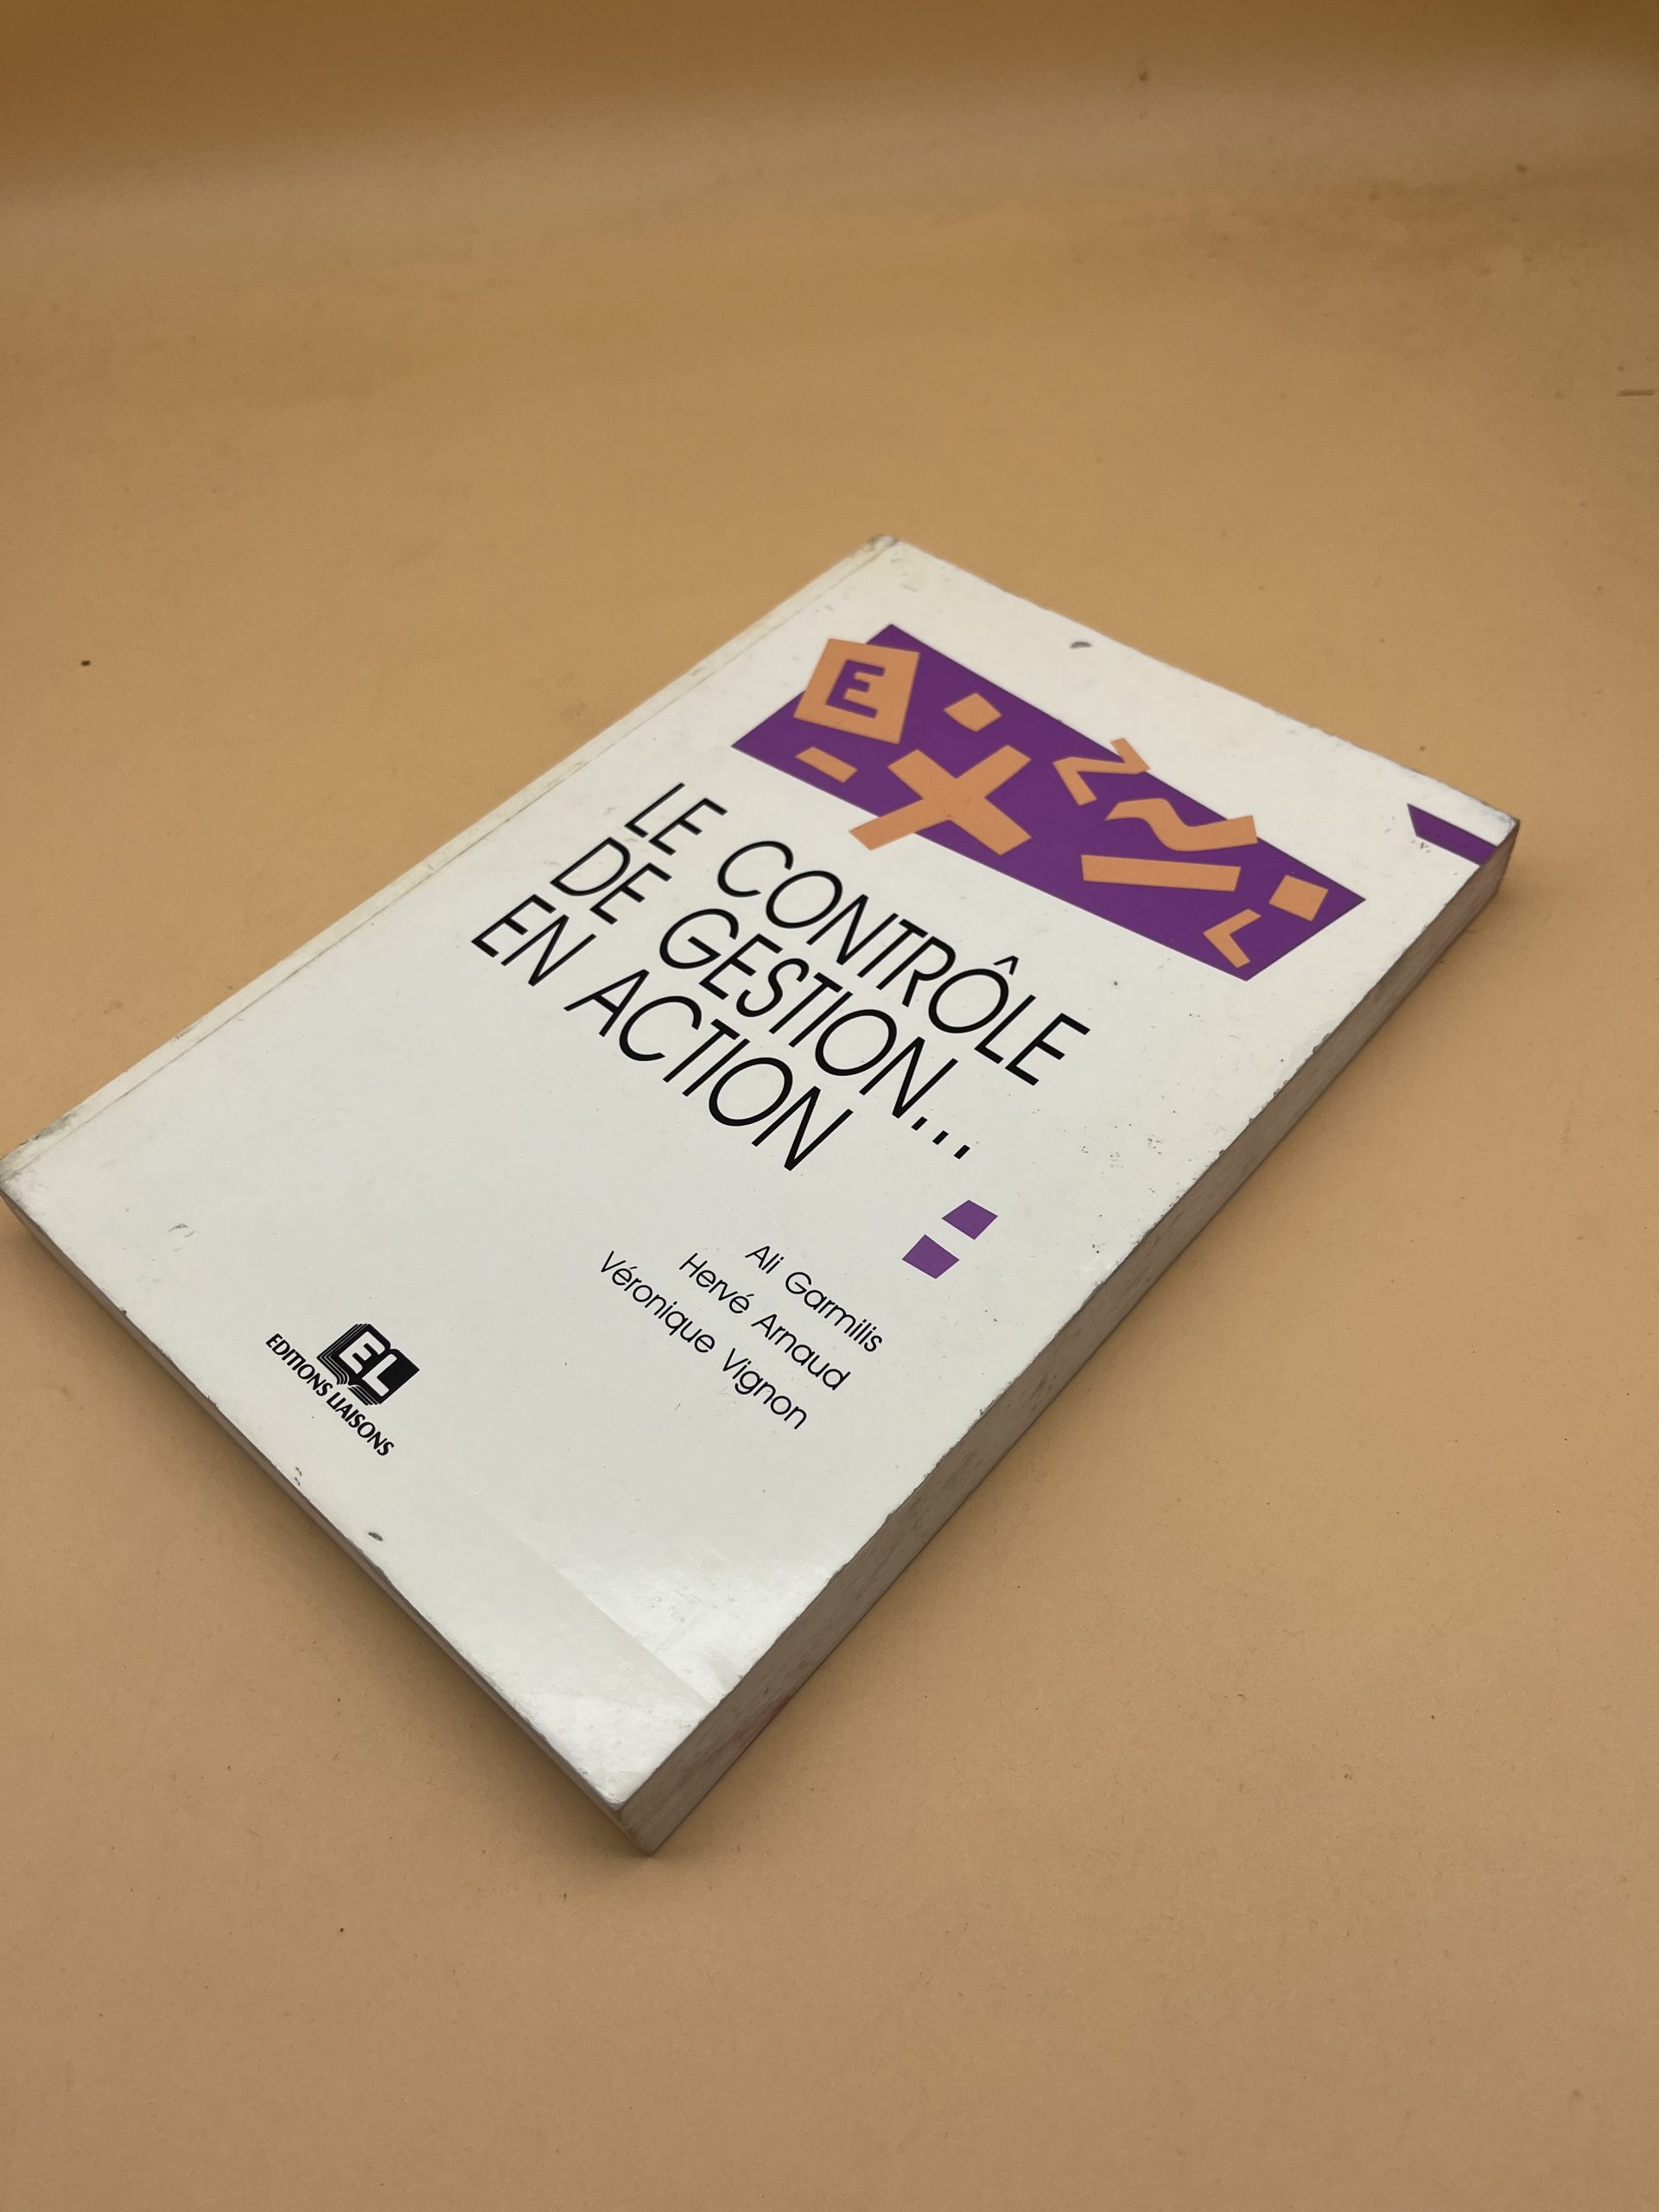 E
LE CONTRÔLE
DE GESTION...
EN ACTION
Ali Garmilis
Hervé Arnaud
Véronique Vignon
EL
EDITIONS LIAISONS